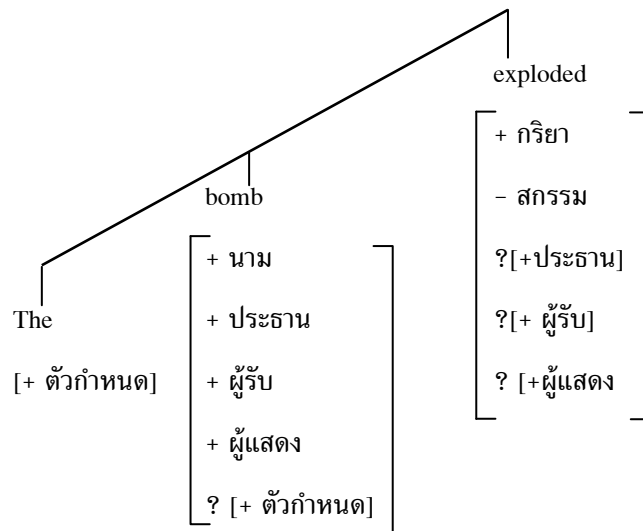 exploded
+ กริยา
– สกรรม
?[+ประธาน]
?[+ ผู้รับ]
? [+ผู้แสดง
bomb
+ นาม
+ ประธาน
+ ผู้รับ
+ ผู้แสดง
? [+ ตัวกำหนด]
The
[+ ตัวกำหนด]